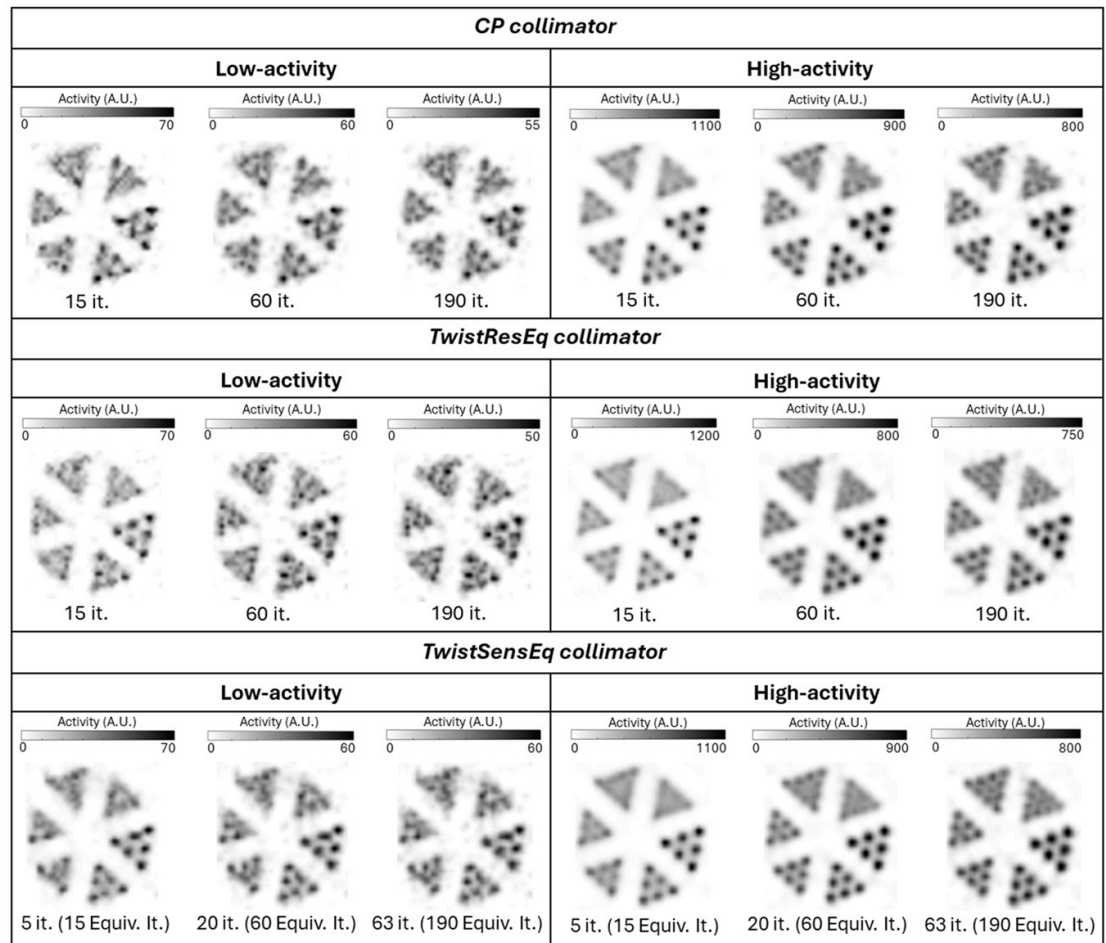 CP collimator
Low-activity High-activity
Activity (A.U.) Activity (A.U.) Activity (A.U.) Activity (A.U.) Activity (A.U.) Activity (A.U.)
0 70 0 60 0 55 0 1100 0 900 0 800
15 it. 60 it. 190 it. 15 it. 60 it. 190 it.
TwistResEq collimator
Low-activity High-activity
Activity (A.U.) Activity (A.U.) Activity (A.U.) Activity (A.U.) Activity (A.U.) Activity (A.U.)
0 70 0 60 0 50 0 1200 0 800 0 750
15 it. 60 it. 190 it. 15 it. 60 it. 190 it.
TwistSensEq collimator
Low-activity High-activity
Activity (A.U.) Activity (A.U.) Activity (A.U.) Activity (A.U.) Activity (A.U.) Activity (A.U.)
0 70 0 60 0 60 0 1100 0 900 0 800
5 it. (15 Equiv. It.) 20 it. (60 Equiv. It.) 63 it. (190 Equiv. It.) 5 it. (15 Equiv. It.) 20 it. (60 Equiv. It.) 63 it. (190 Equiv. It.)